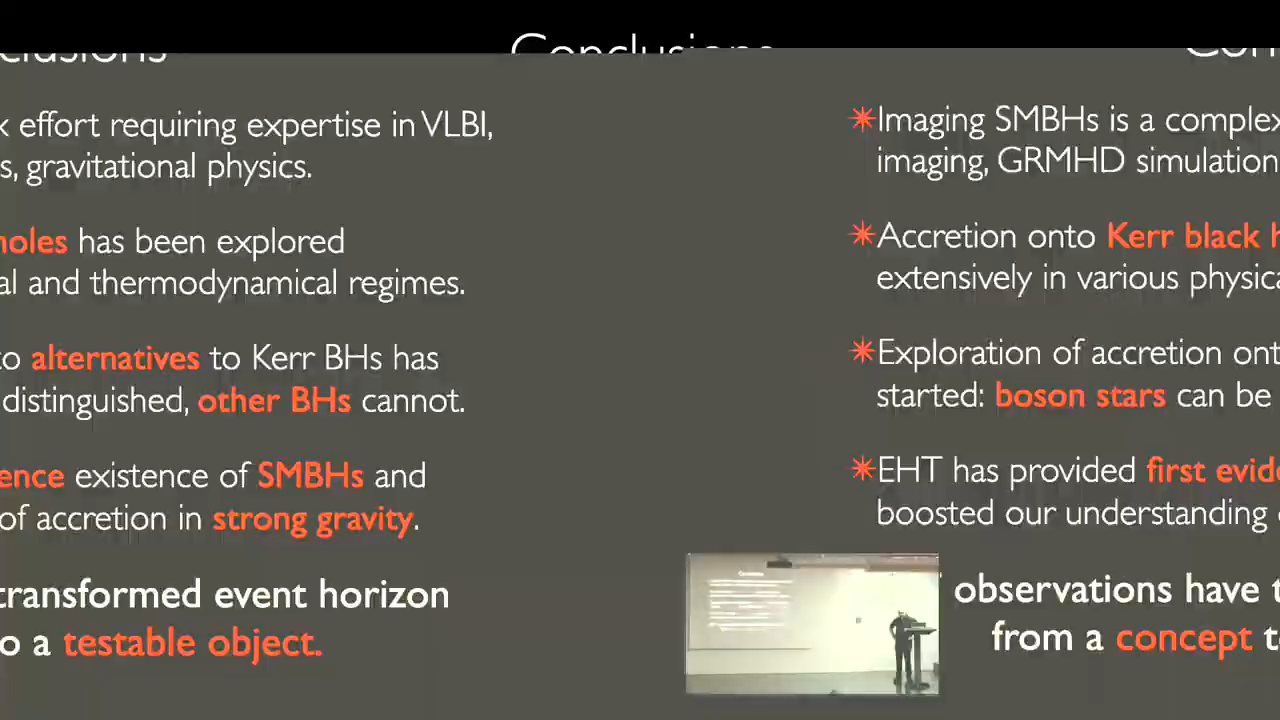 Conclusions
clusions
effort requiring expertise in VLBI,
s, gravitational physics.
holes has been explored
al and thermodynamical regimes.
to alternatives to Kerr BHs has
distinguished, other BHs cannot.
ence existence of SMBHs and
of accretion in strong gravity.
transformed event horizon
o a testable object.
Con
Imaging SMBHs is a complex
imaging, GRMHD simulation
Accretion onto Kerr black h
extensively in various physica
Exploration of accretion ont
started: boson stars can be
EHT has provided first evide
boosted our understanding
observations have t
from a concept to